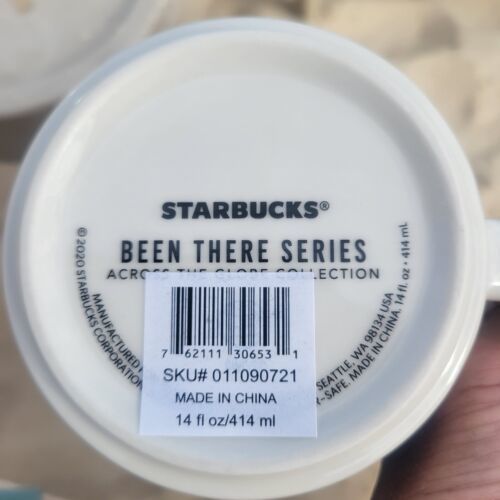 STARBUCKS®
BEEN THERE SERIES
ACROSS THE GLOBE COLLECTION
© 2020 STARBUCKS
MANUFACTURED
STARBUCKS CORPORATION
SEATTLE, WA 98134 USA
-SAFE. MADE IN CHINA. 14 fl. oz • 414 mL
7 62111 30653 1
SKU# 011090721
MADE IN CHINA
14 fl oz/414 ml